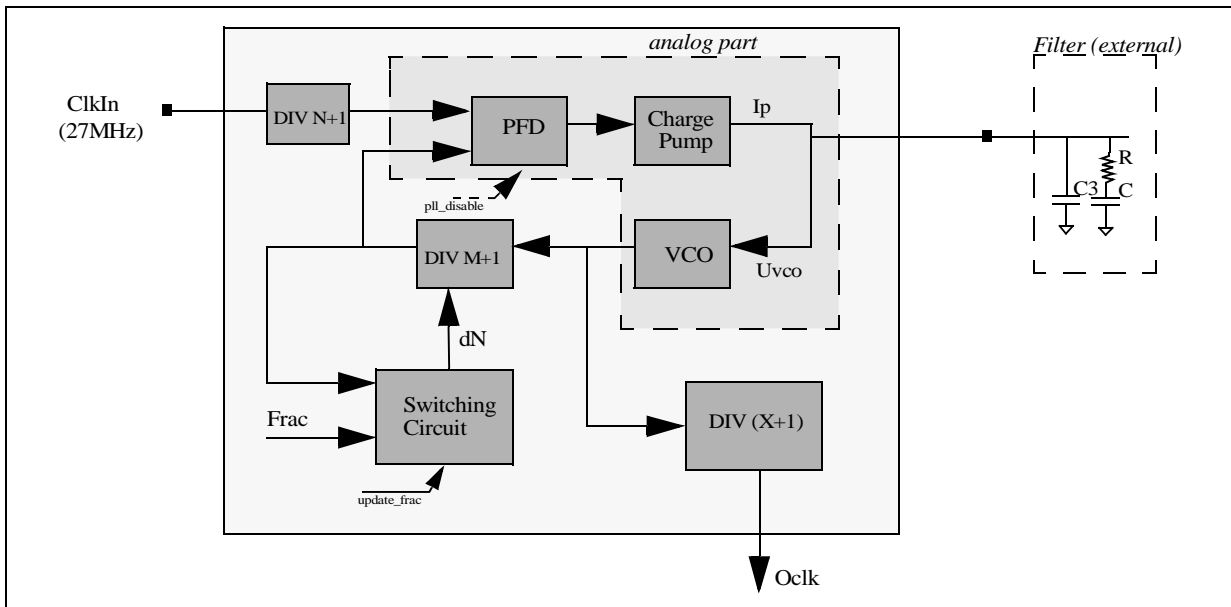 analog part
Filter (external)
ClkIn
(27MHz)
DIV N+1
PFD
Charge
Pump
Ip
R
C3
C
pll_disable
DIV M+1
VCO
Uvco
dN
Frac
Switching
Circuit
DIV (X+1)
update_frac
Oclk